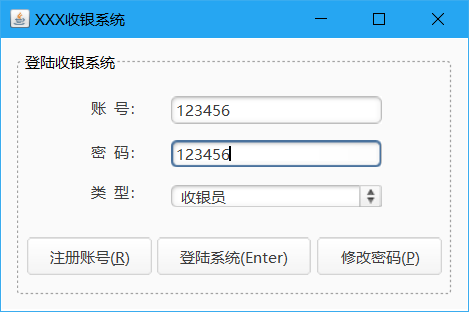 XXX收银系统
登陆收银系统
账 号： 123456
密 码： 123456
类 型： 收银员
注册账号(R) 登陆系统(Enter) 修改密码(P)